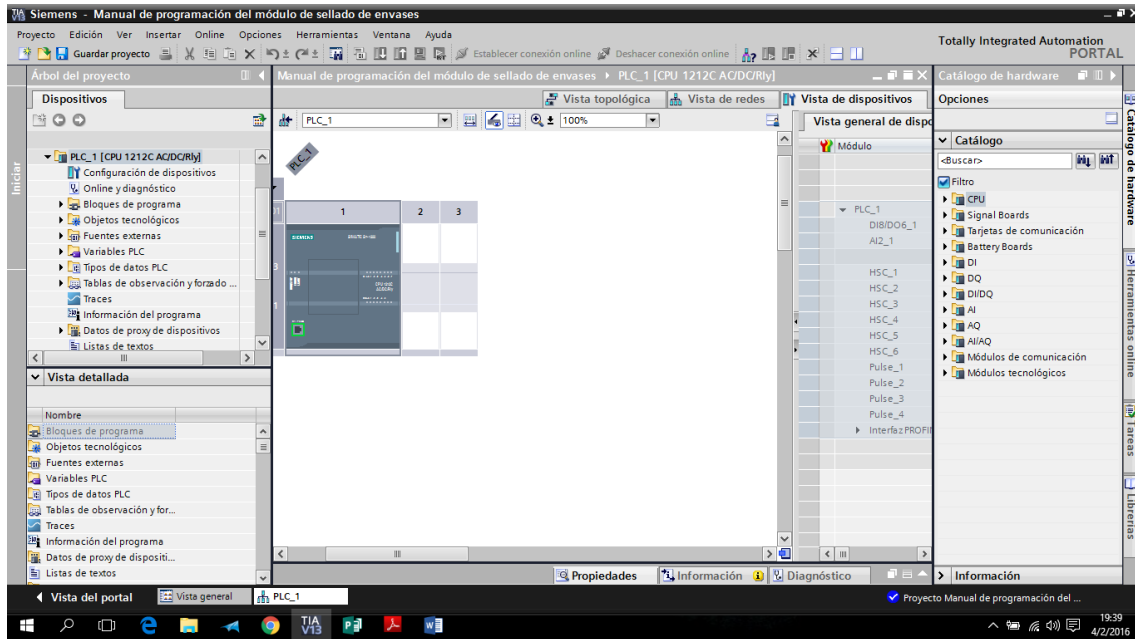 Siemens - Manual de programación del módulo de sellado de envases
Proyecto Edición Ver Insertar Online Opciones Herramientas Ventana Ayuda
Guardar proyecto
Establecer conexión online
Deshacer conexión online
Totally Integrated Automation
PORTAL
Árbol del proyecto
Dispositivos
PLC_1 [CPU 1212C AC/DC/Rly]
Configuración de dispositivos
Online y diagnóstico
Bloques de programa
Objetos tecnológicos
Fuentes externas
Variables PLC
Tipos de datos PLC
Tablas de observación y forzado ...
Traces
Información del programa
Datos de proxy de dispositivos
Listas de textos
Vista detallada
Nombre
Bloques de programa
Objetos tecnológicos
Fuentes externas
Variables PLC
Tipos de datos PLC
Tablas de observación y for...
Traces
Información del programa
Datos de proxy de dispositi...
Listas de textos
Iniciar
Manual de programación del módulo de sellado de envases PLC_1 [CPU 1212C AC/DC/Rly]
Vista topológica
Vista de redes
Vista de dispositivos
PLC_1
100%
PLC_1
1 2 3
SIEMENS
Vista general de dispo
Módulo
PLC_1
DI8/DO6_1
AI2_1
HSC_1
HSC_2
HSC_3
HSC_4
HSC_5
HSC_6
Pulse_1
Pulse_2
Pulse_3
Pulse_4
Interfaz PROFI
Propiedades
Información
Diagnóstico
Catálogo de hardware
Opciones
Catálogo
<Buscar>
Filtro
CPU
Signal Boards
Tarjetas de comunicación
Battery Boards
DI
DQ
DI/DQ
AI
AQ
AI/AQ
Módulos de comunicación
Módulos tecnológicos
Información
Catálogo de hardware
Herramientas online
Tareas
Librerías
Vista del portal
Vista general
PLC_1
Proyecto Manual de programación del ...
TIA
V13
19:39
4/2/2016